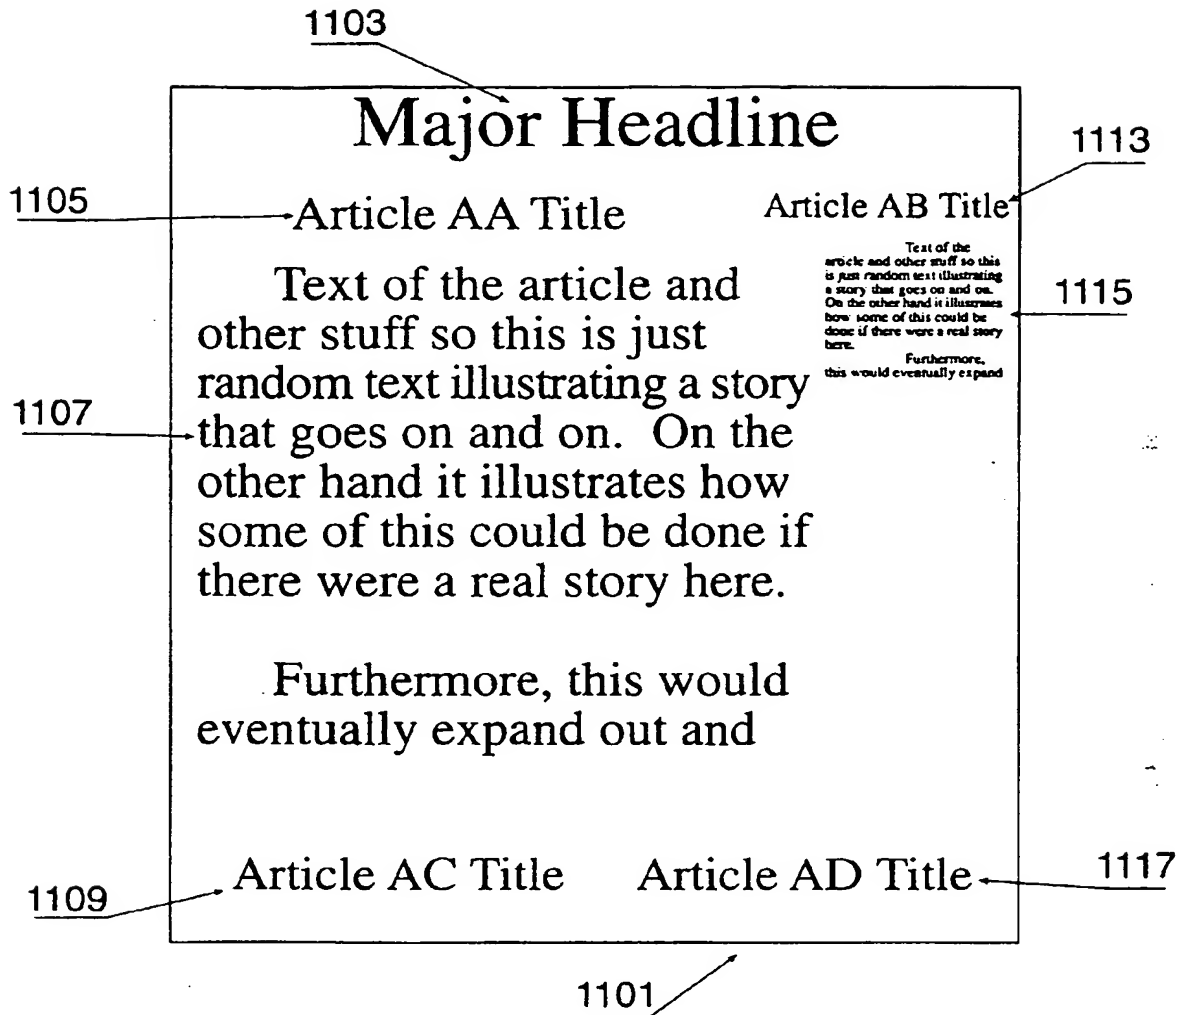 1103
Major Headline
1113
1105
Article AA Title
Article AB Title
Text of the
article and other stuff so this
is just random text illustrating
a story that goes on and on.
On the other hand it illustrates
how some of this could be
done if there were a real story
here.
Furthermore,
this would eventually expand
1115
Text of the article and
other stuff so this is just
random text illustrating a story
that goes on and on. On the
other hand it illustrates how
some of this could be done if
there were a real story here.
Furthermore, this would
eventually expand out and
1107
Article AC Title
Article AD Title
1109
1117
1101